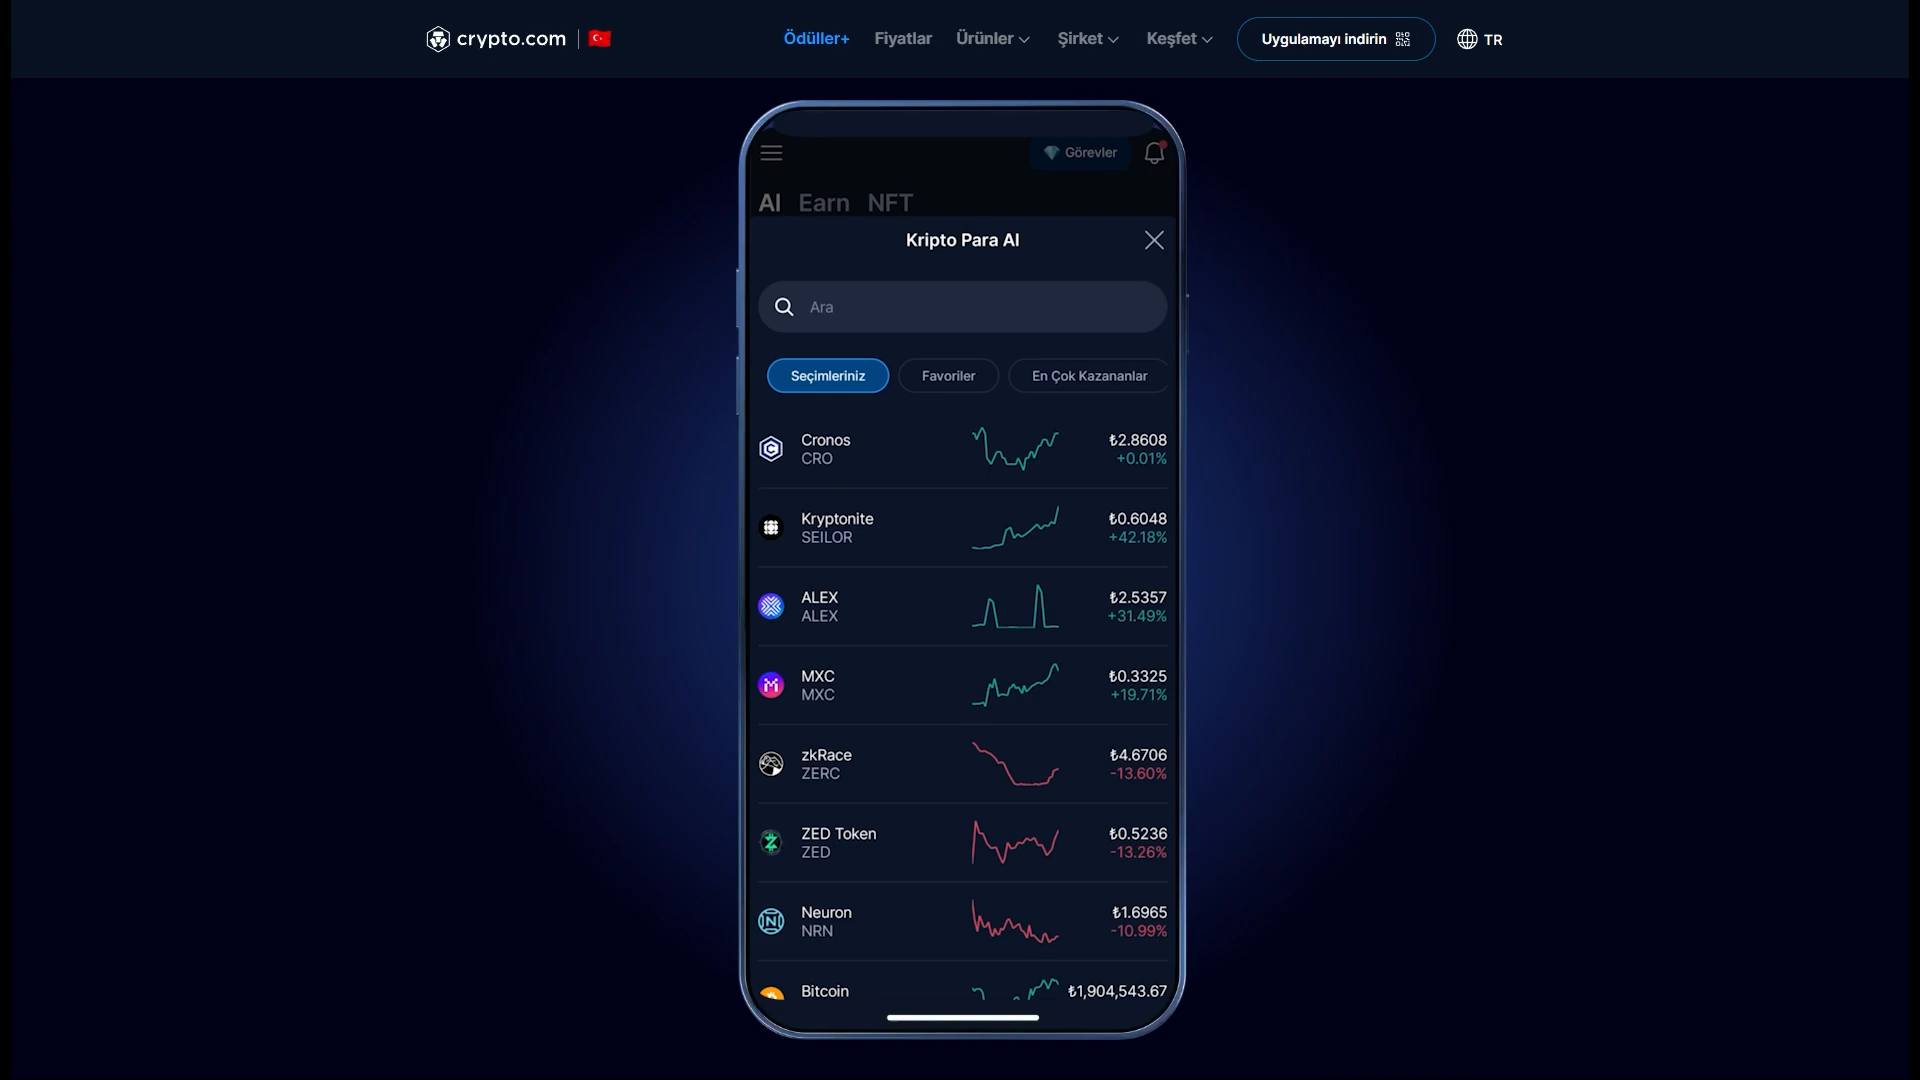 crypto.com
Ödüller+
Fiyatlar
Ürünler
Şirket
Keşfet
Uygulamayı indirin
TR
Görevler
AI Earn NFT
Kripto Para AI
Ara
Seçimleriniz
Favoriler
En Çok Kazananlar
Cronos ₺2.8608
CRO +0.01%
Kryptonite ₺0.6048
SEILOR +42.18%
ALEX ₺2.5357
ALEX +31.49%
MXC ₺0.3325
MXC +19.71%
zkRace ₺4.6706
ZERC -13.60%
ZED Token ₺0.5236
ZED -13.26%
Neuron ₺1.6965
NRN -10.99%
Bitcoin ₺1,904,543.67